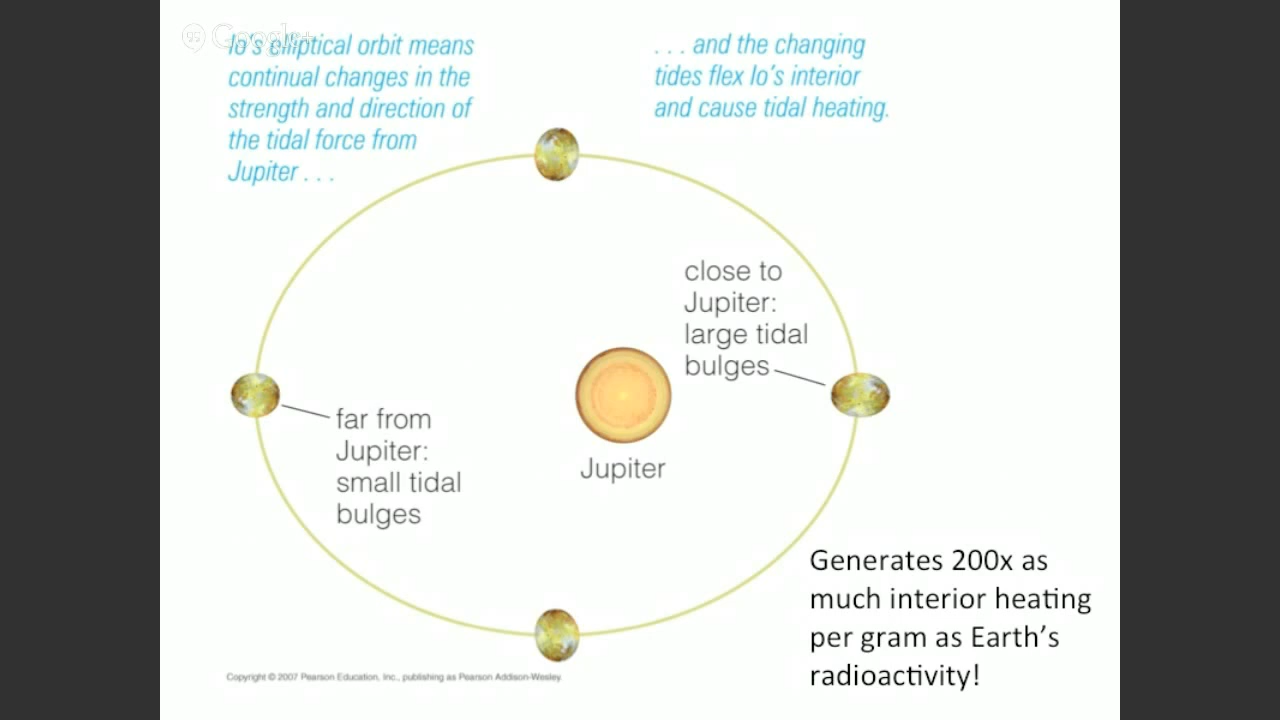 Google+
Io's elliptical orbit means
continual changes in the
strength and direction of
the tidal force from
Jupiter . . .
. . . and the changing
tides flex Io's interior
and cause tidal heating.
close to
Jupiter:
large tidal
bulges
far from
Jupiter:
small tidal
bulges
Jupiter
Generates 200x as
much interior heating
per gram as Earth's
radioactivity!
Copyright © 2007 Pearson Education, Inc., publishing as Pearson Addison-Wesley.